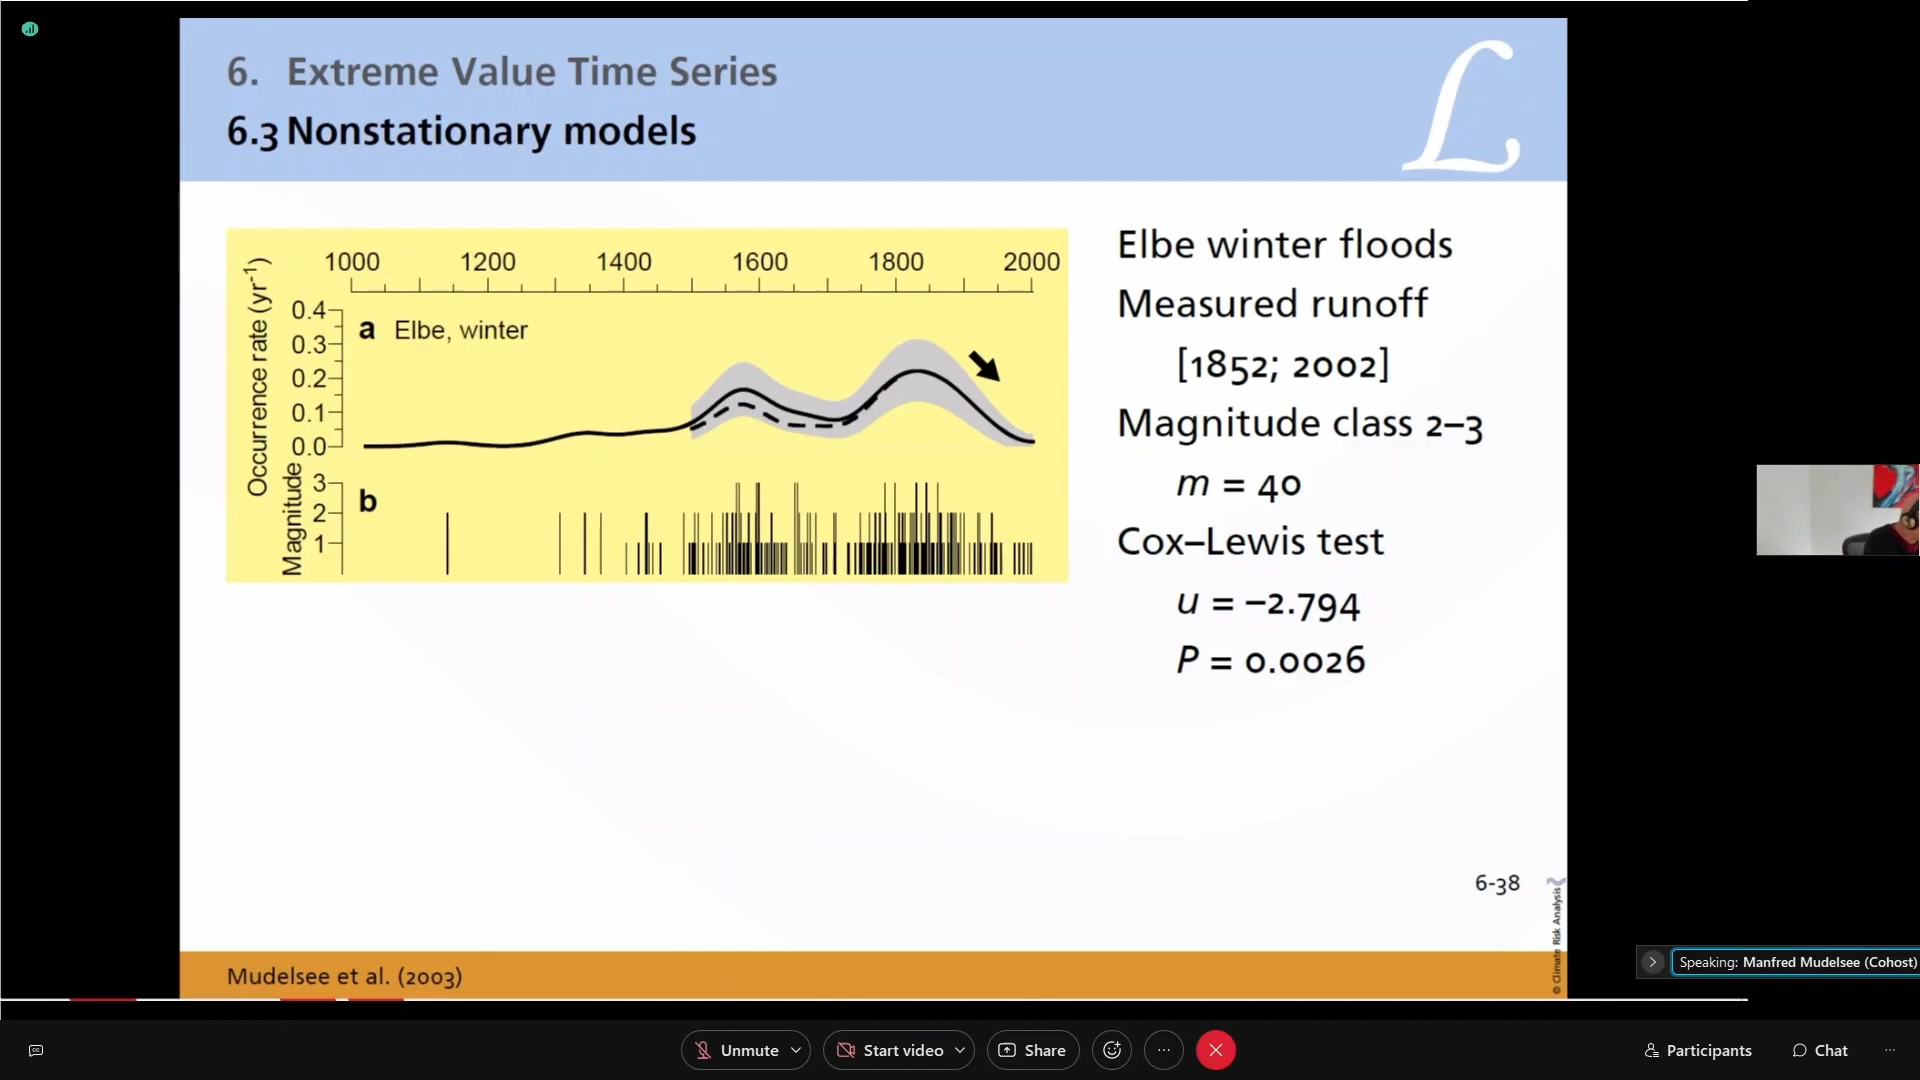 6. Extreme Value Time Series
6.3 Nonstationary models
L
1000 1200 1400 1600 1800 2000
Occurrence rate (yr-1)
0.4
0.3
0.2
0.1
0.0
a Elbe, winter
Magnitude
3
2
1
b
Elbe winter floods
Measured runoff
[1852; 2002]
Magnitude class 2–3
m = 40
Cox–Lewis test
u = –2.794
P = 0.0026
6-38
© Climate Risk Analysis
Mudelsee et al. (2003)
Speaking: Manfred Mudelsee (Cohost)
Unmute
Start video
Share
Participants
Chat